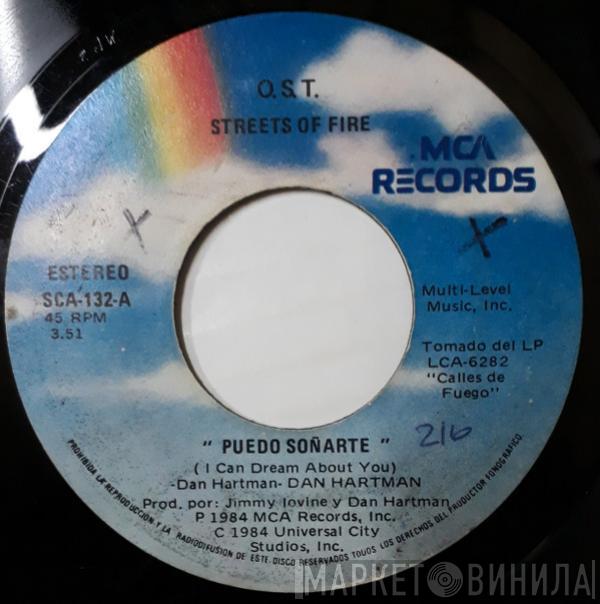 O.S.T.
STREETS OF FIRE
MCA
RECORDS
ESTEREO
SCA-132-A
45 RPM
3.51
Multi-Level
Music, Inc.
Tomado del LP
LCA-6282
"Calles de
Fuego"
" PUEDO SOÑARTE "
216
(I Can Dream About You)
-Dan Hartman- DAN HARTMAN
Prod. por: Jimmy Iovine y Dan Hartman
P 1984 MCA Records, Inc.
C 1984 Universal City
Studios, Inc.
PROHIBIDA LA REPRODUCCION Y LA RADIODIFUSION DE ESTE DISCO RESERVADOS TODOS LOS DERECHOS DEL PRODUCTOR FONOGRAFICO
МАРКЕТ ВИНИЛА